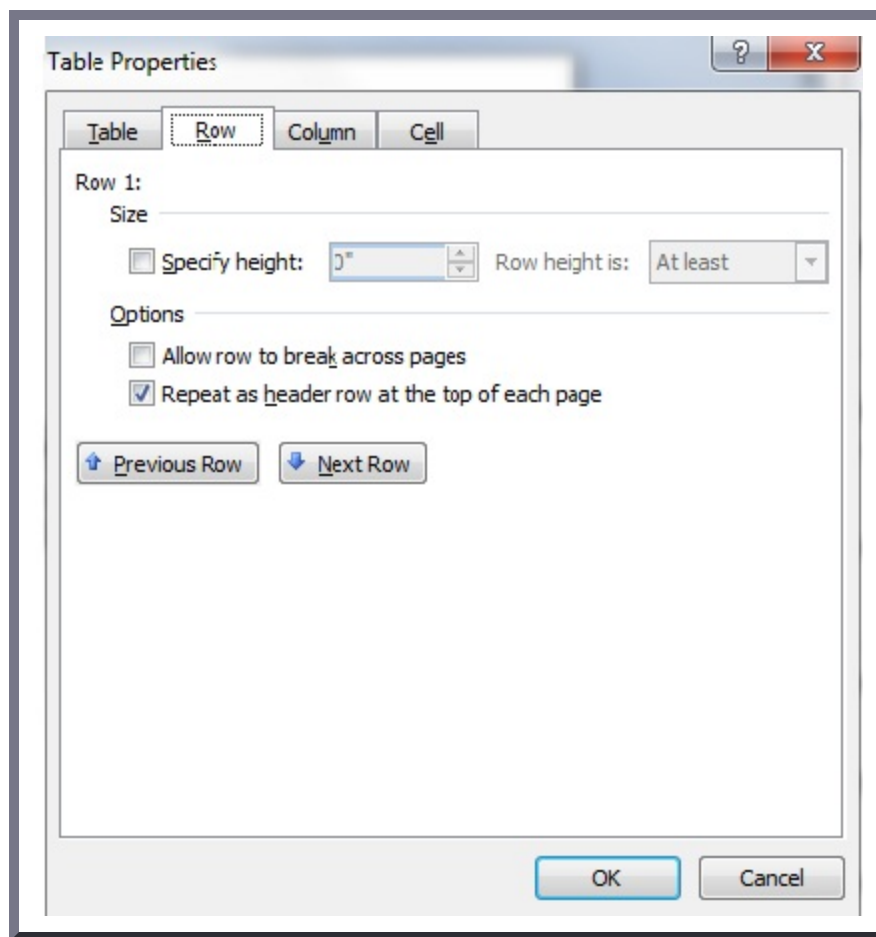 Table Properties
Table Row Column Cell
Row 1:
Size
Specify height: 0" Row height is: At least
Options
Allow row to break across pages
Repeat as header row at the top of each page
Previous Row Next Row
OK Cancel